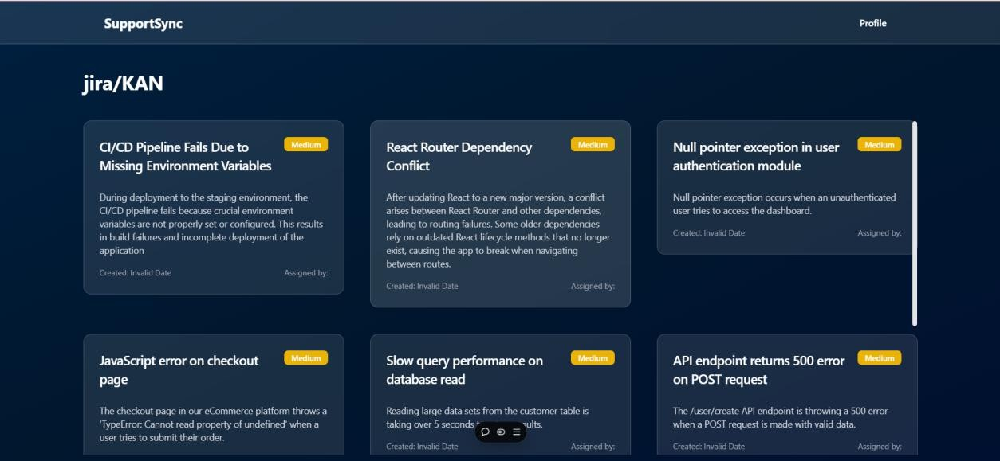 SupportSync
Profile
jira/KAN
CI/CD Pipeline Fails Due to
Missing Environment Variables
Medium
During deployment to the staging environment, the
CI/CD pipeline fails because crucial environment
variables are not properly set or configured. This results
in build failures and incomplete deployment of the
application
Created: Invalid Date
Assigned by:
React Router Dependency
Conflict
Medium
After updating React to a new major version, a conflict
arises between React Router and other dependencies,
leading to routing failures. Some older dependencies
rely on outdated React lifecycle methods that no longer
exist, causing the app to break when navigating
between routes.
Created: Invalid Date
Assigned by:
Null pointer exception in user
authentication module
Medium
Null pointer exception occurs when an unauthenticated
user tries to access the dashboard.
Created: Invalid Date
Assigned by:
JavaScript error on checkout
page
Medium
The checkout page in our eCommerce platform throws a
'TypeError: Cannot read property of undefined' when a
user tries to submit their order.
Slow query performance on
database read
Medium
Reading large data sets from the customer table is
taking over 5 seconds
Created: Invalid Date
Assigned by:
API endpoint returns 500 error
on POST request
Medium
The /user/create API endpoint is throwing a 500 error
when a POST request is made with valid data.
Created: Invalid Date
Assigned by: